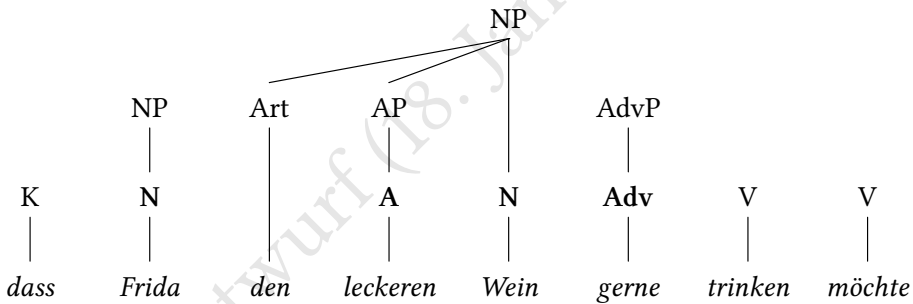 NP
NP Art AP AdvP
K N A N Adv V V
dass Frida den leckeren Wein gerne trinken möchte